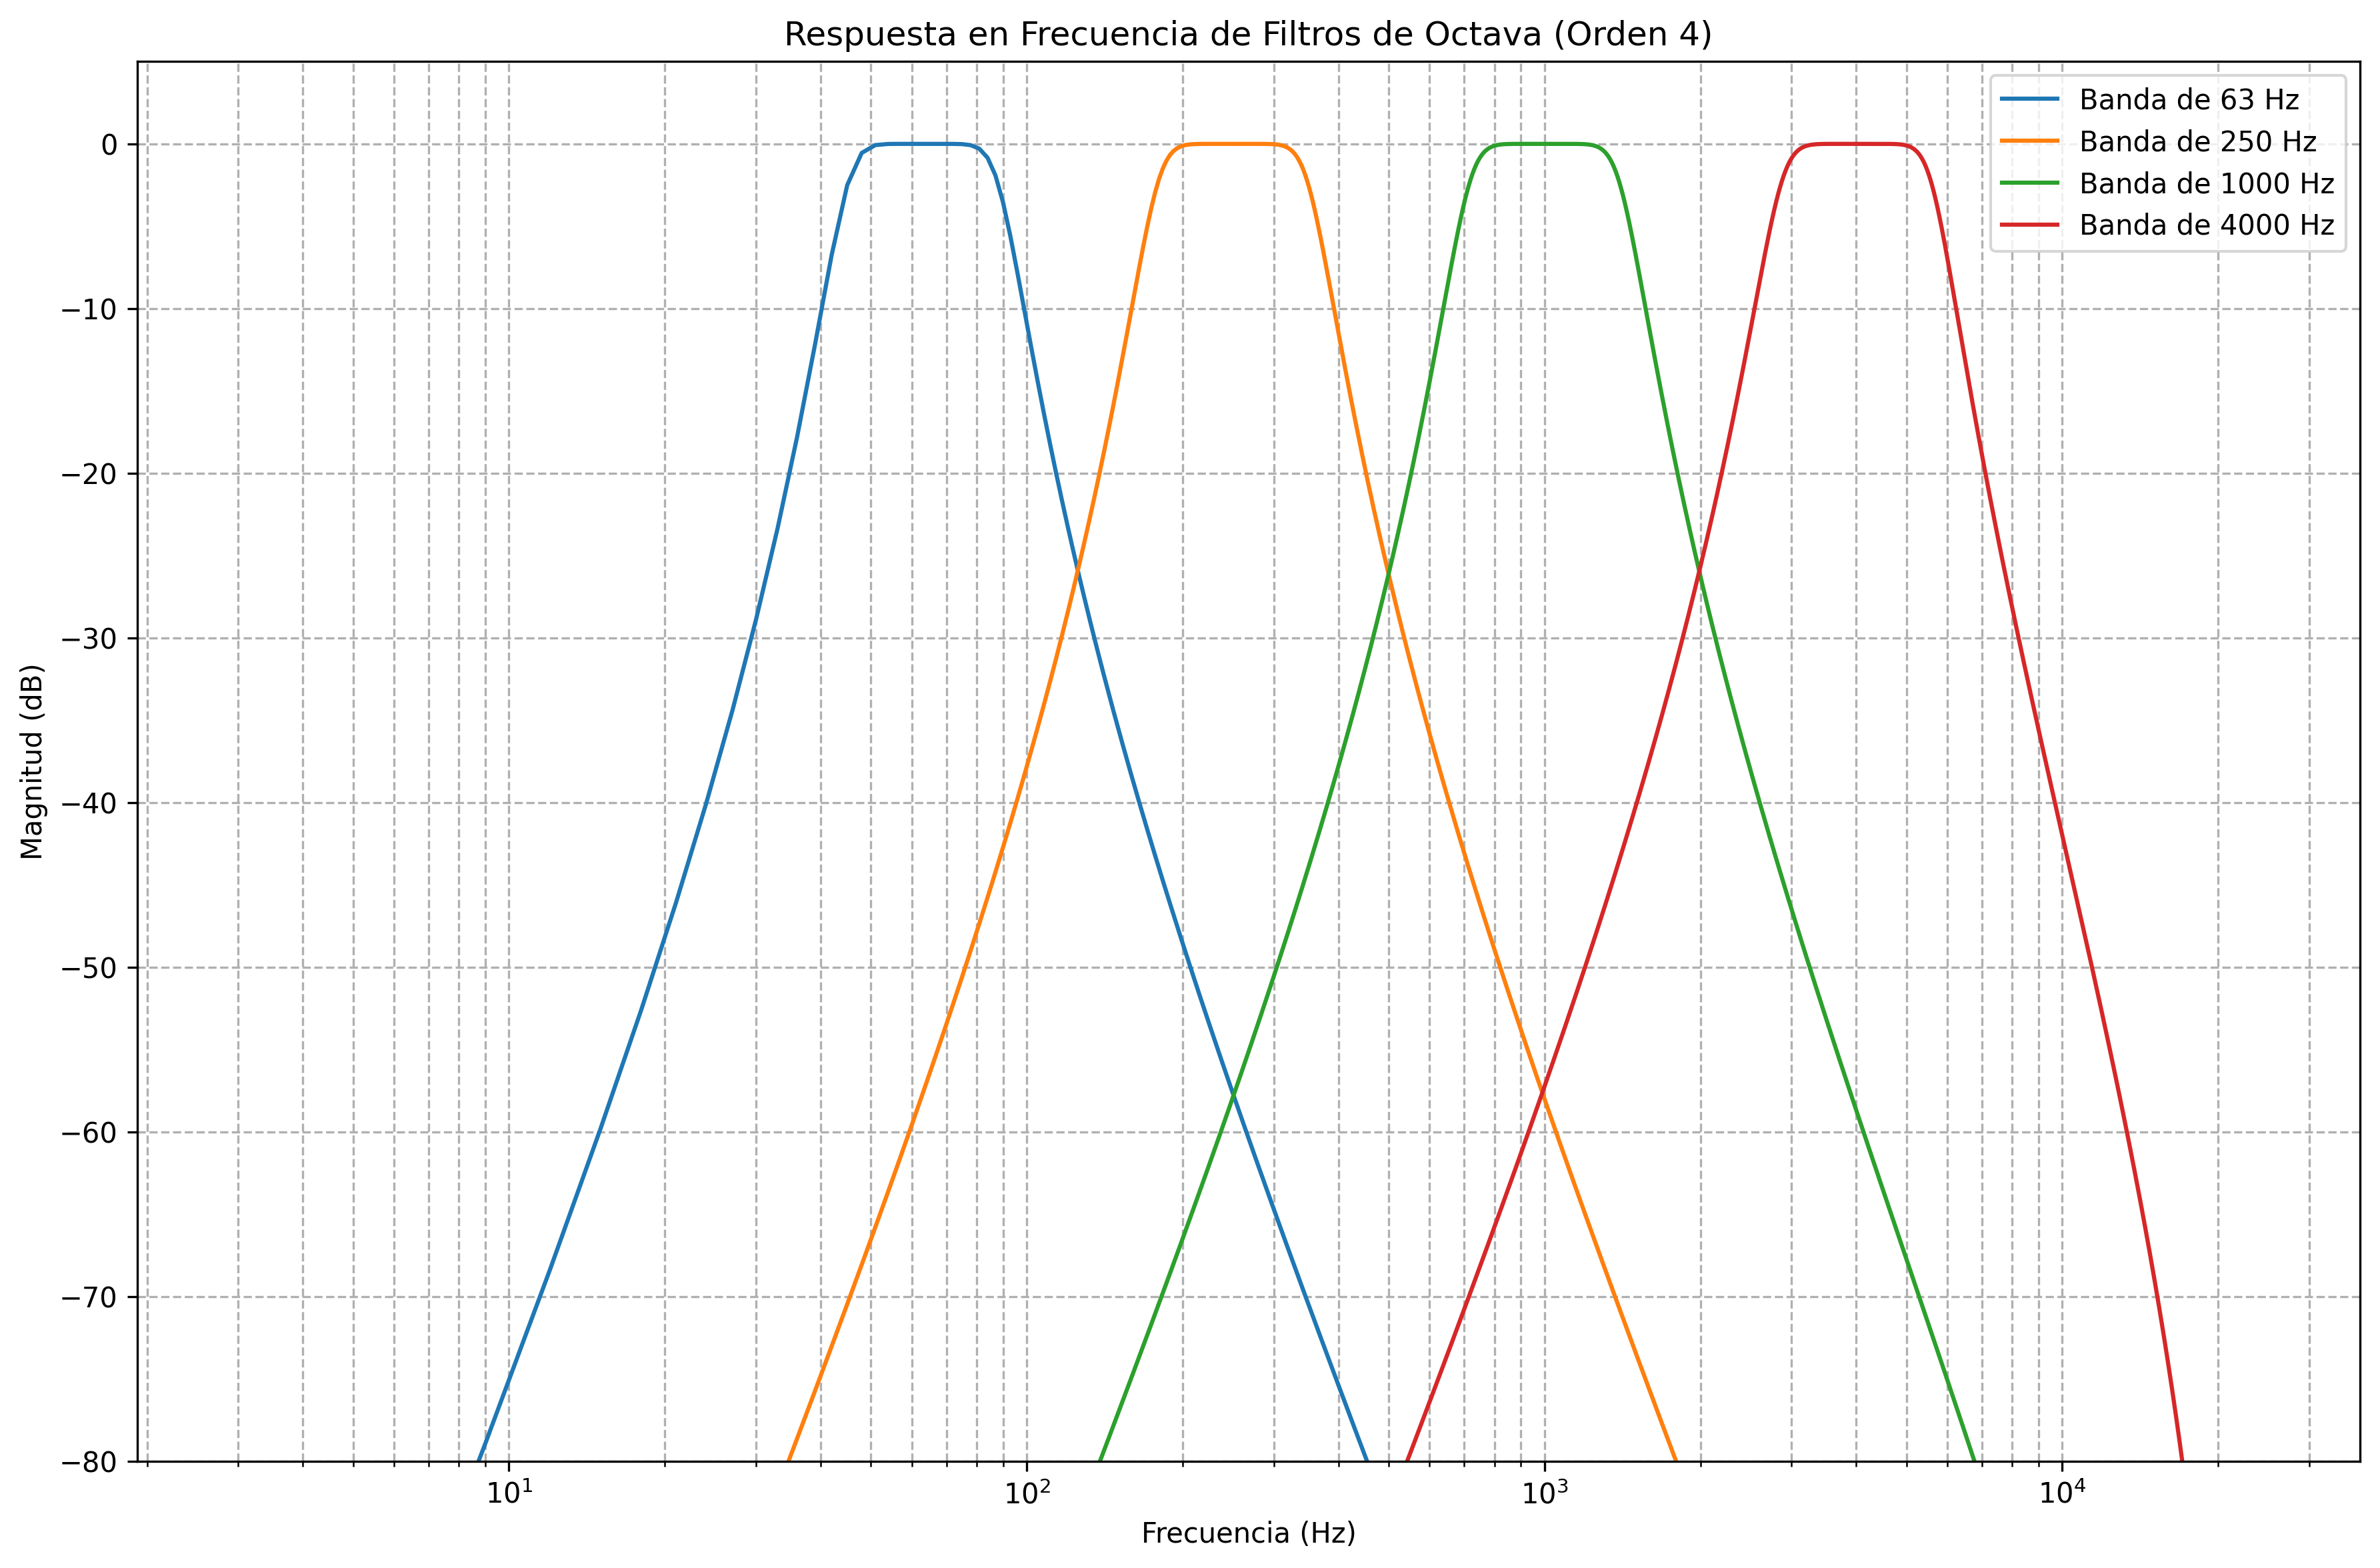 Respuesta en Frecuencia de Filtros de Octava (Orden 4)
Banda de 63 Hz
Banda de 250 Hz
Banda de 1000 Hz
Banda de 4000 Hz
Magnitud (dB)
0
−10
−20
−30
−40
−50
−60
−70
−80
10¹ 10² 10³ 10⁴
Frecuencia (Hz)